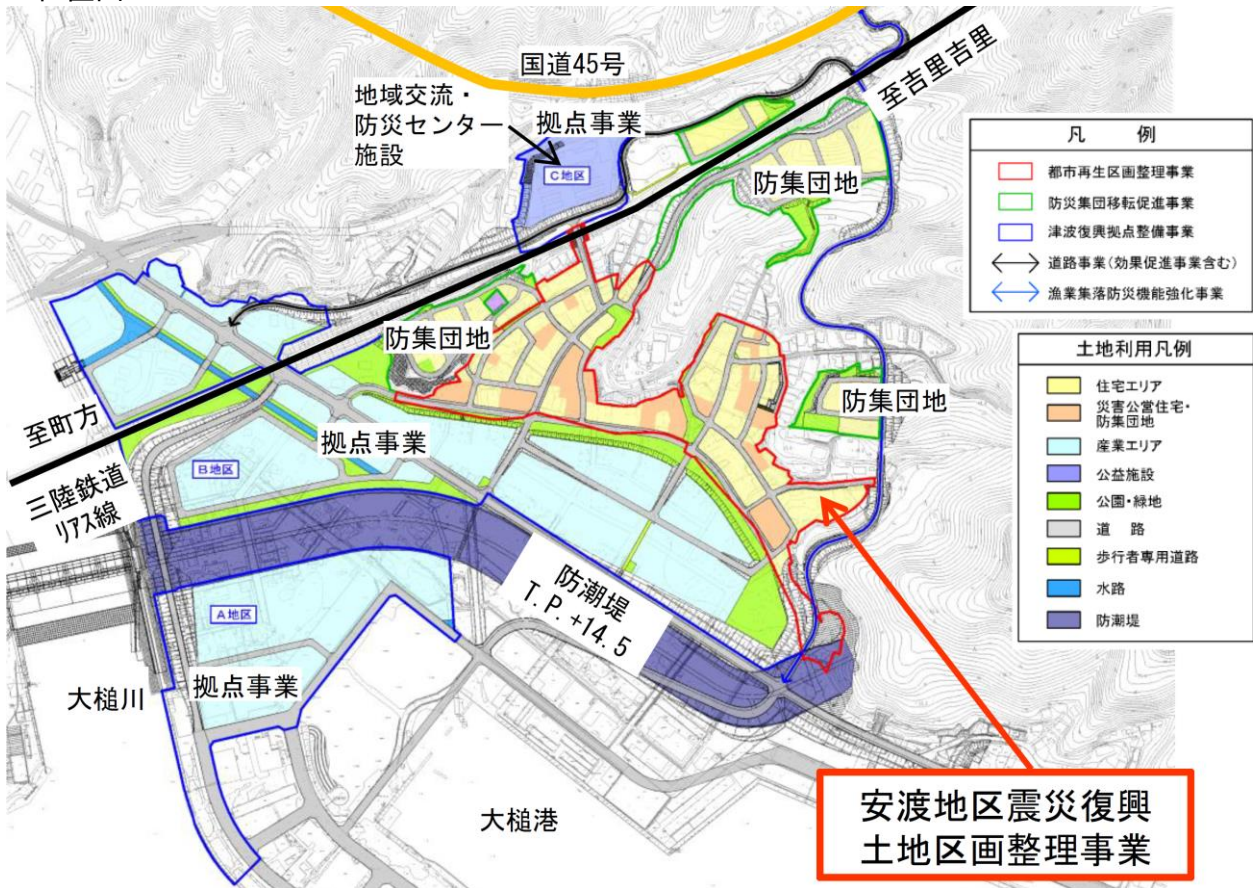 国道45号
地域交流・
防災センター
施設
拠点事業
至吉里吉里
C地区
防集団地
防集団地
防集団地
至町方
三陸鉄道
リアス線
拠点事業
B地区
防潮堤
T.P.+14.5
A地区
拠点事業
大槌川
大槌港
安渡地区震災復興
土地区画整理事業
凡 例
都市再生区画整理事業
防災集団移転促進事業
津波復興拠点整備事業
道路事業(効果促進事業含む)
漁業集落防災機能強化事業
土地利用凡例
住宅エリア
災害公営住宅・
防集団地
産業エリア
公益施設
公園・緑地
道 路
歩行者専用道路
水路
防潮堤